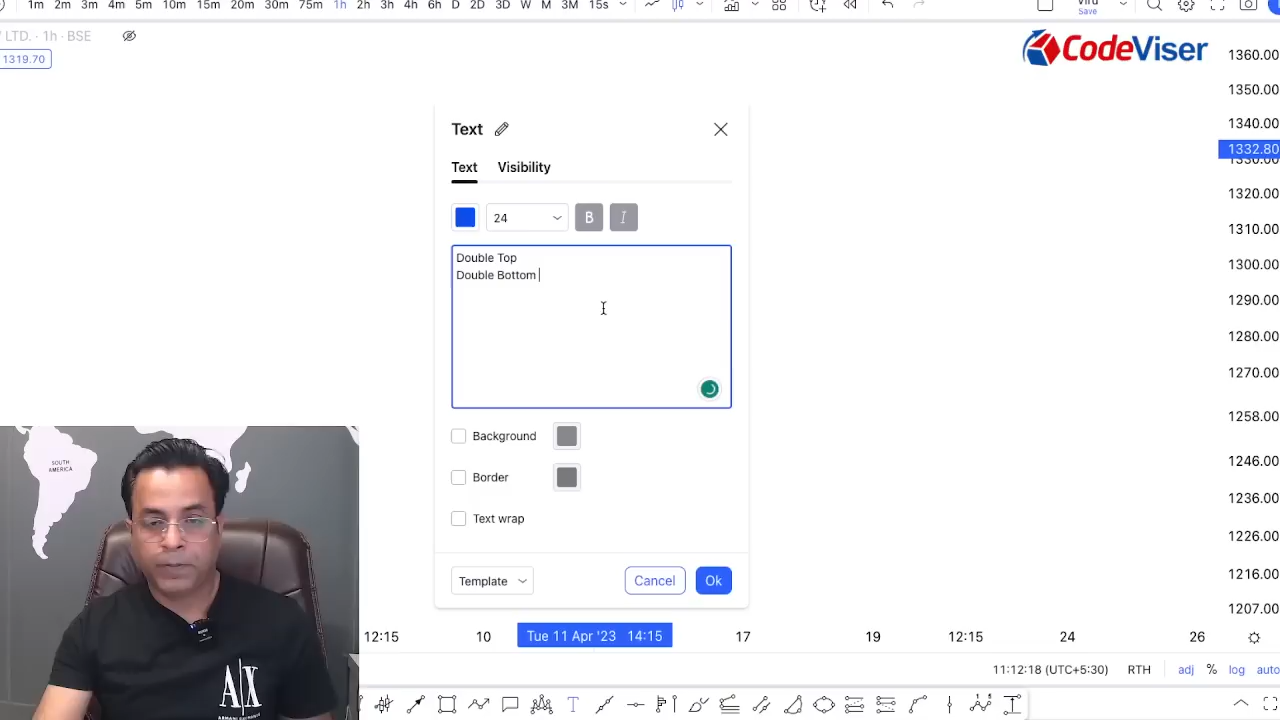 1m 2m 3m 4m 5m 10m 15m 20m 30m 75m 1h 2h 3h 4h 6h D 2D 3D W M 3M 15s
Save
LTD. · 1h · BSE
1319.70
CodeViser
1360.00
1350.00
1340.00
1332.80
1330.00
1320.00
1310.00
1300.00
1290.00
1280.00
1270.00
1258.00
1246.00
1236.00
1226.00
1216.00
1207.00
Text
Text Visibility
24 B I
Double Top
Double Bottom
Background
Border
Text wrap
Template Cancel Ok
SOUTH
AMERICA
A|X
12:15 10 Tue 11 Apr '23 14:15 17 19 12:15 24 26
11:12:18 (UTC+5:30) RTH adj % log auto